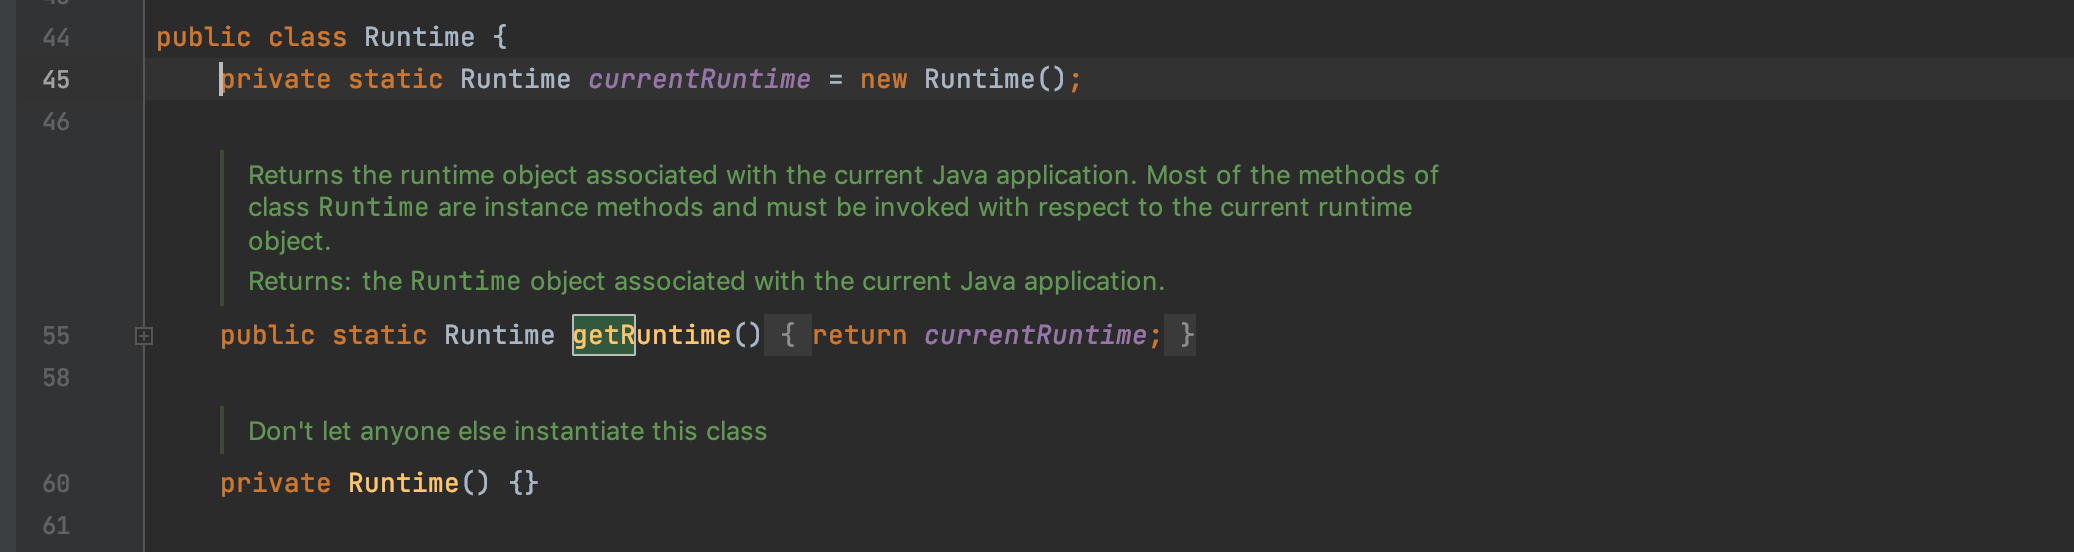 44 public class Runtime {
45 private static Runtime currentRuntime = new Runtime();
46
Returns the runtime object associated with the current Java application. Most of the methods of
class Runtime are instance methods and must be invoked with respect to the current runtime
object.
Returns: the Runtime object associated with the current Java application.
55 public static Runtime getRuntime() { return currentRuntime; }
58
Don't let anyone else instantiate this class
60 private Runtime() {}
61